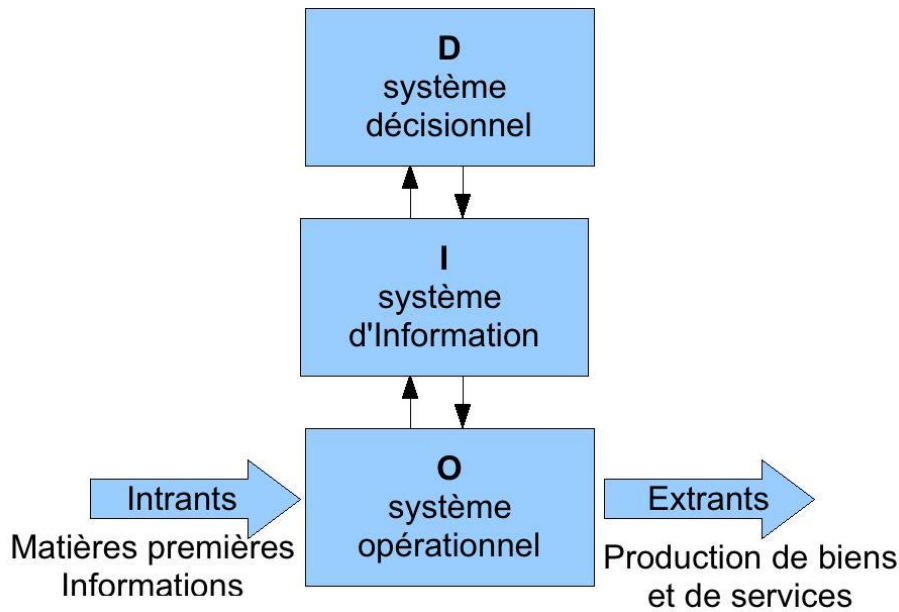 D
système
décisionnel
I
système
d'Information
O
système
opérationnel
Intrants
Matières premières
Informations
Extrants
Production de biens
et de services